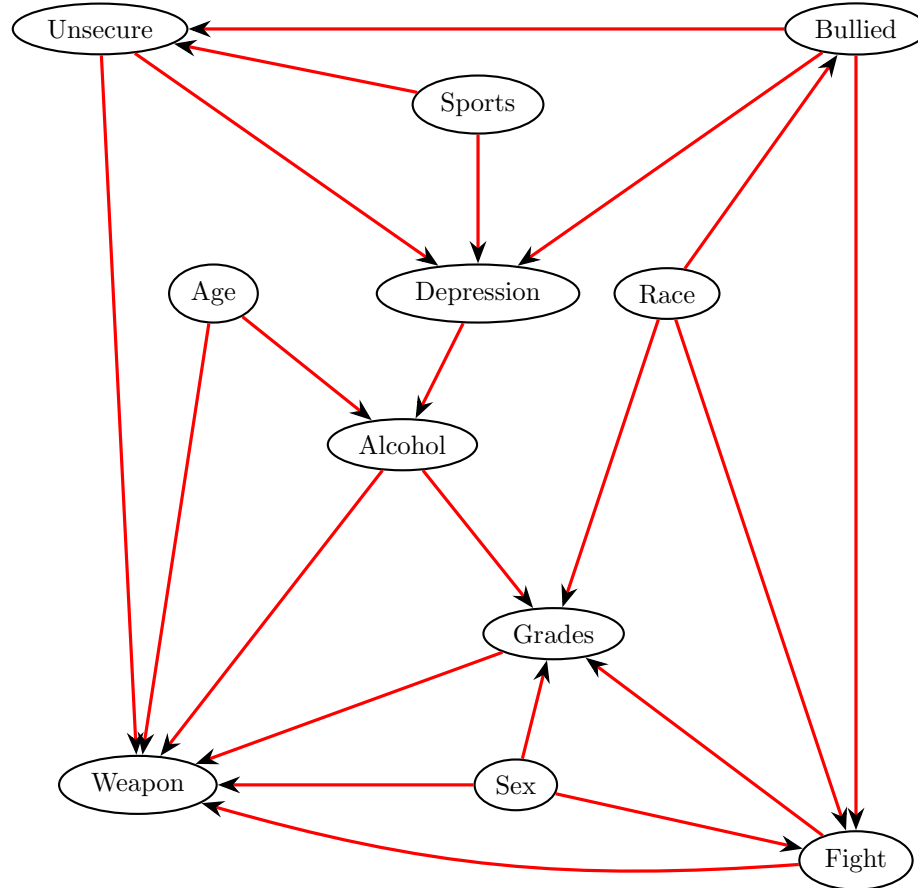 Unsecure
Bullied
Sports
Age
Depression
Race
Alcohol
Grades
Weapon
Sex
Fight